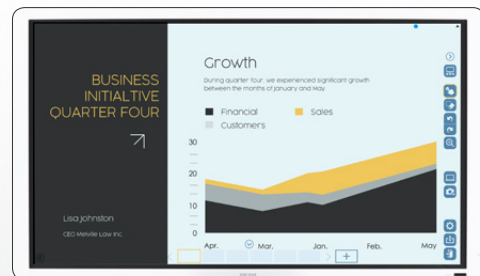 BUSINESS
INITIALTIVE
QUARTER FOUR
Lisa Johnston
CEO Melville Law Inc
Growth
During quarter four, we experienced significant growth
between the months of January and May.
Financial
Sales
Customers
30
20
10
0
Apr.
Mar.
Jan.
Feb.
May